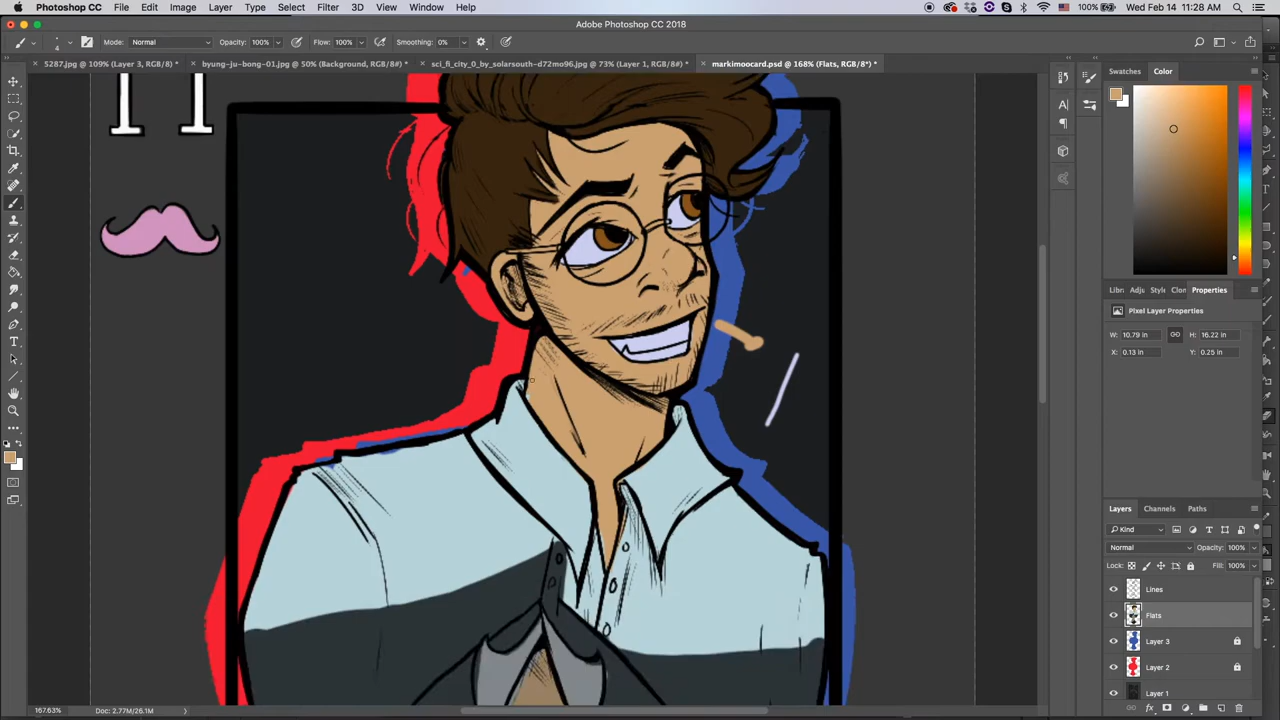 Photoshop CC File Edit Image Layer Type Select Filter 3D View Window Help 100% Wed Feb 14 11:28 AM
Adobe Photoshop CC 2018
4 Mode: Normal Opacity: 100% Flow: 100% Smoothing: 0%
5287.jpg @ 109% (Layer 3, RGB/8) * byung-ju-bong-01.jpg @ 50% (Background, RGB/8#) * sci_fi_city_0_by_solarsouth-d72mo96.jpg @ 73% (Layer 1, RGB/8#) * markimoocard.psd @ 168% (Flats, RGB/8*) *
Swatches Color
Libr Adju Style Clon Properties
Pixel Layer Properties
W: 10.79 in H: 16.22 in
X: 0.13 in Y: 0.25 in
Layers Channels Paths
Kind
Normal Opacity: 100%
Lock: Fill: 100%
Lines
Flats
Layer 3
Layer 2
Layer 1
167.63% Doc: 2.77M/26.1M